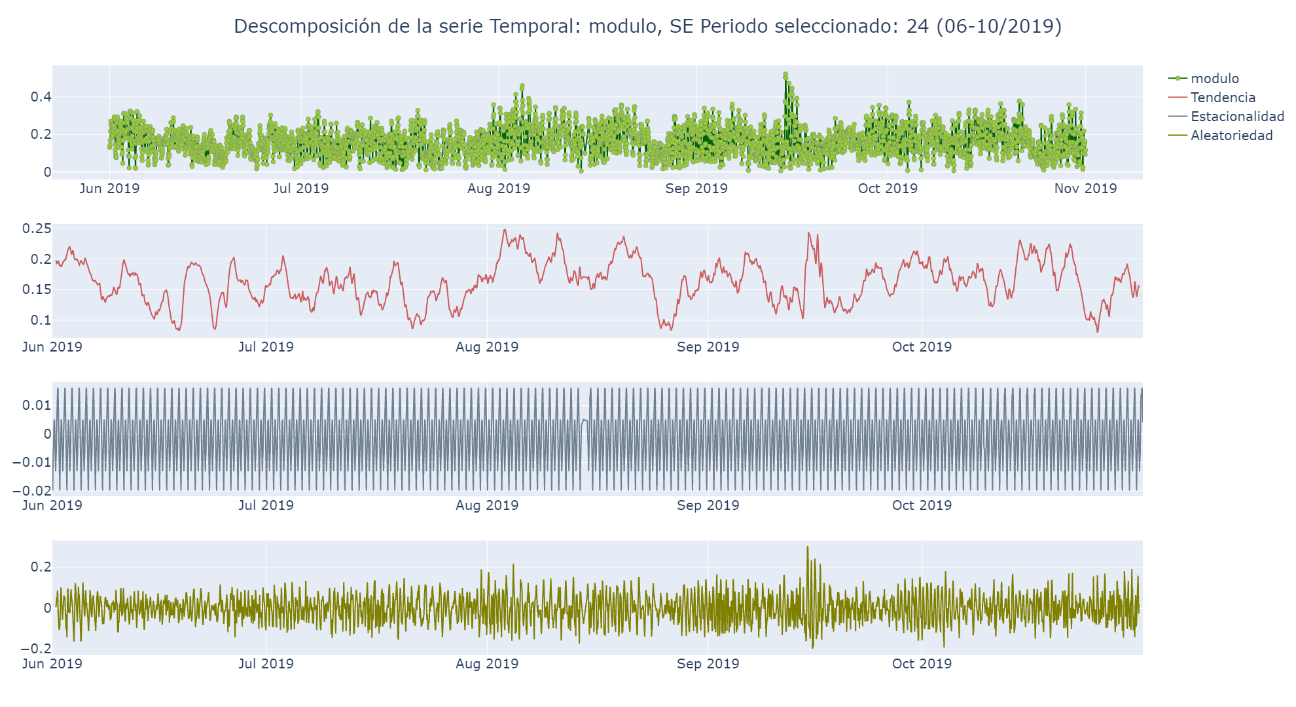 Descomposición de la serie Temporal: modulo, SE Periodo seleccionado: 24 (06-10/2019)
modulo
Tendencia
Estacionalidad
Aleatoriedad
0.4
0.2
0
Jun 2019 Jul 2019 Aug 2019 Sep 2019 Oct 2019 Nov 2019
0.25
0.2
0.15
0.1
Jun 2019 Jul 2019 Aug 2019 Sep 2019 Oct 2019
0.01
0
−0.01
−0.02
Jun 2019 Jul 2019 Aug 2019 Sep 2019 Oct 2019
0.2
0
−0.2
Jun 2019 Jul 2019 Aug 2019 Sep 2019 Oct 2019